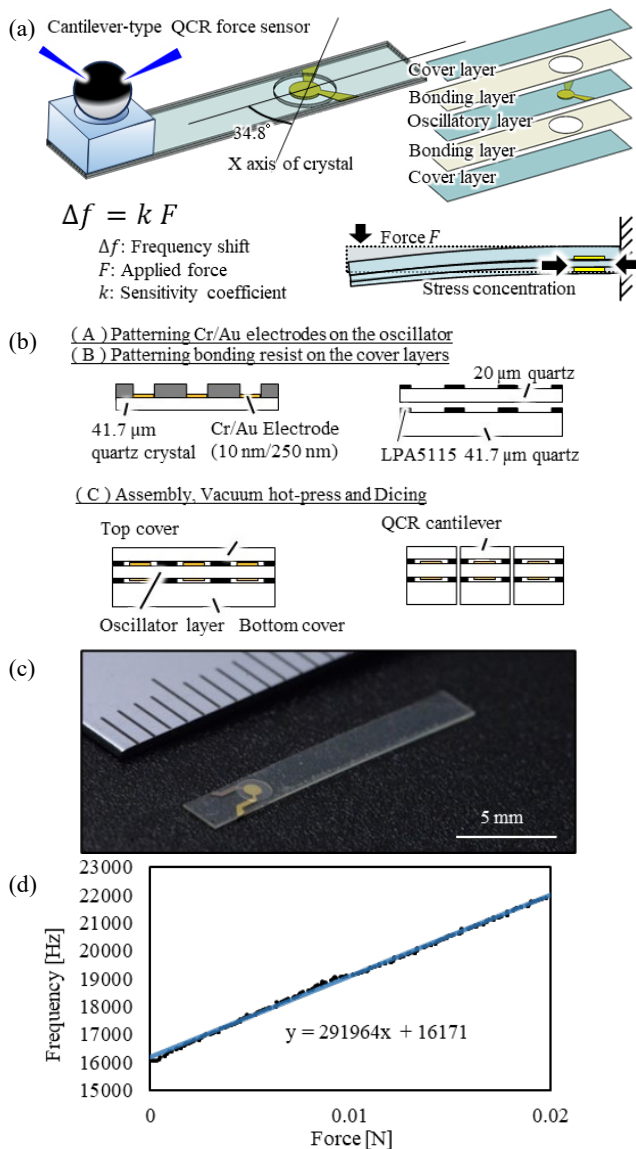 (a)
Cantilever-type QCR force sensor
34.8°
X axis of crystal
Cover layer
Bonding layer
Oscillatory layer
Bonding layer
Cover layer
Δf = k F
Δf: Frequency shift
F: Applied force
k: Sensitivity coefficient
Force F
Stress concentration
(b)
( A ) Patterning Cr/Au electrodes on the oscillator
( B ) Patterning bonding resist on the cover layers
41.7 μm
quartz crystal
Cr/Au Electrode
(10 nm/250 nm)
20 μm quartz
LPA5115 41.7 μm quartz
( C ) Assembly, Vacuum hot-press and Dicing
Top cover
Oscillator layer
Bottom cover
QCR cantilever
(c)
5 mm
(d)
Frequency [Hz]
23000
22000
21000
20000
19000
18000
17000
16000
15000
y = 291964x + 16171
0
0.01
0.02
Force [N]